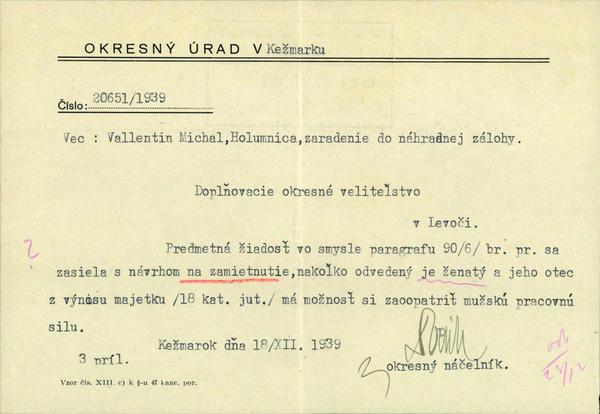 OKRESNÝ ÚRAD V Kežmarku
Číslo: 20651/1939
Vec : Vallentin Michal,Holumnica,zaradenie do náhradnej zálohy.
Doplňovacie okresné veliteľstvo
v Levoči.
?
Predmetná žiadosť vo smysle paragrafu 90/6/ br. pr. sa
zasiela s návrhom na zamietnutie,nakoľko odvedený je ženatý a jeho otec
z výnosu majetku /18 kat. jut./ má možnosť si zaoopatriť mužskú pracovnú
silu.
Kežmarok dňa 18/XII. 1939
3 príl.
okresný náčelník.
Vzor čís. XIII. c) k §-u 47 kanc. por.